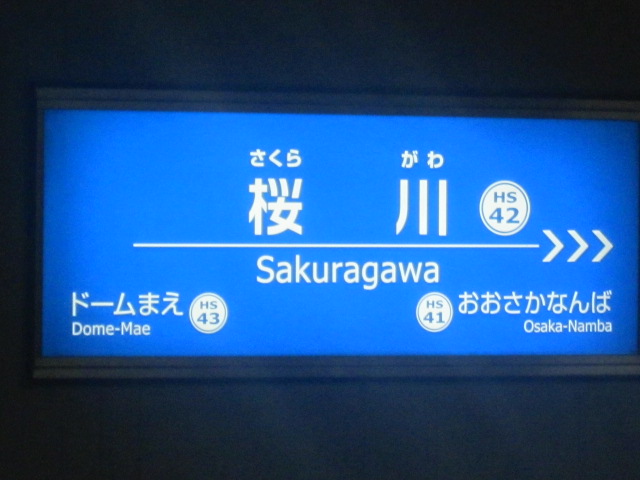 さくら がわ
桜 川 HS 42
Sakuragawa
ドームまえ HS 43 HS 41 おおさかなんば
Dome-Mae Osaka-Namba